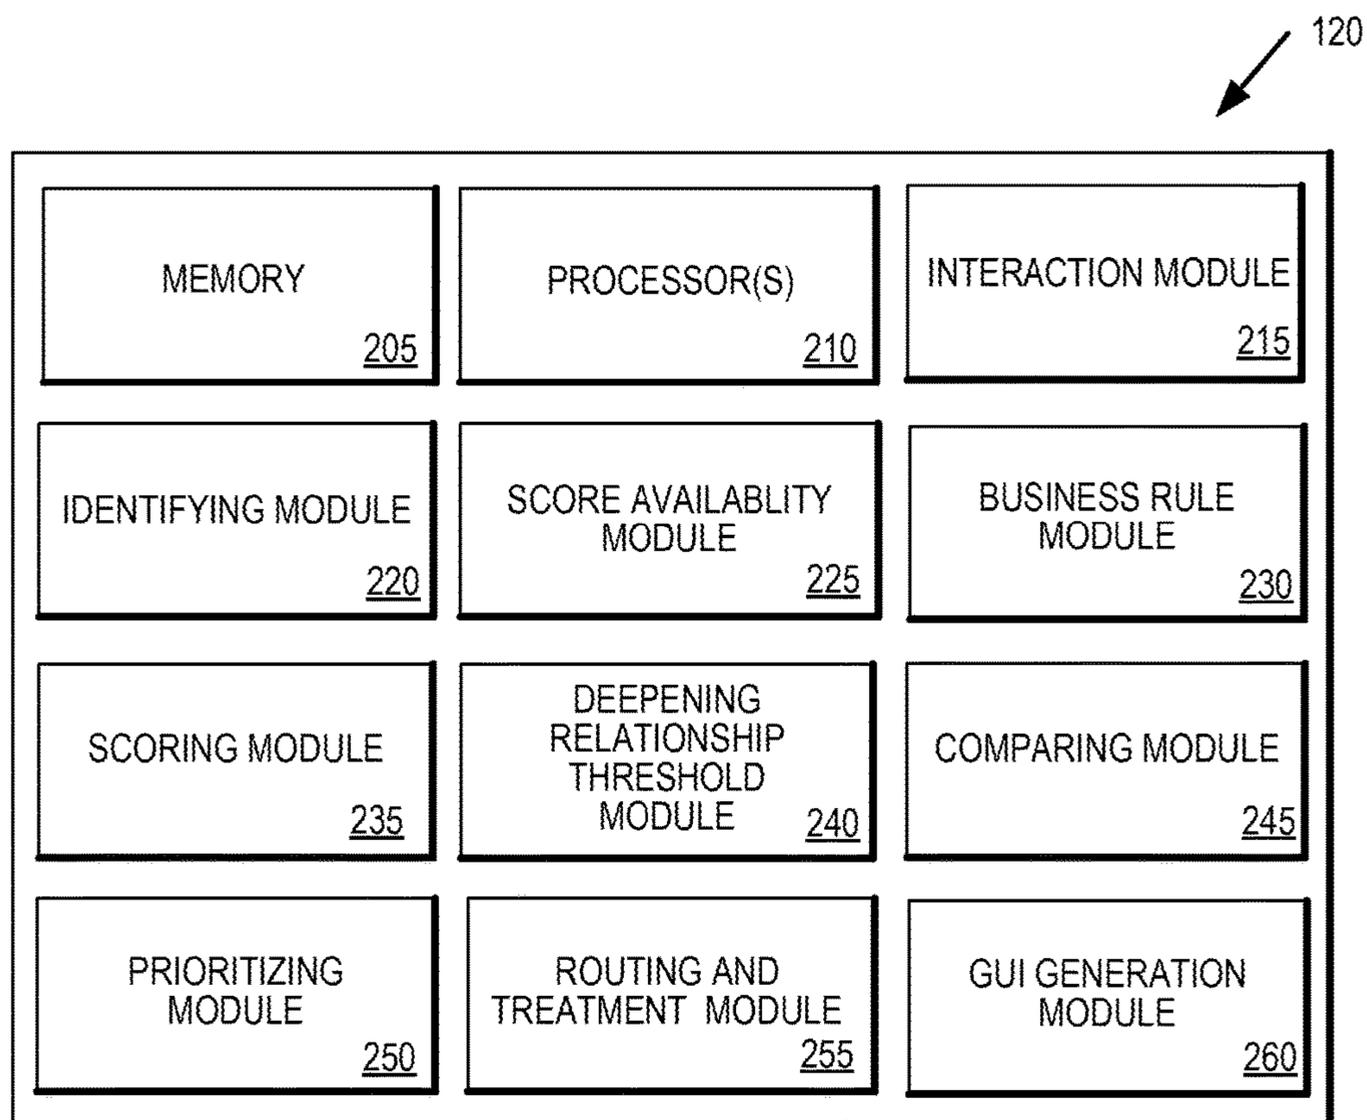 120
MEMORY
205
PROCESSOR(S)
210
INTERACTION MODULE
215
IDENTIFYING MODULE
220
SCORE AVAILABLITY
MODULE
225
BUSINESS RULE
MODULE
230
SCORING MODULE
235
DEEPENING
RELATIONSHIP
THRESHOLD
MODULE
240
COMPARING MODULE
245
PRIORITIZING
MODULE
250
ROUTING AND
TREATMENT MODULE
255
GUI GENERATION
MODULE
260